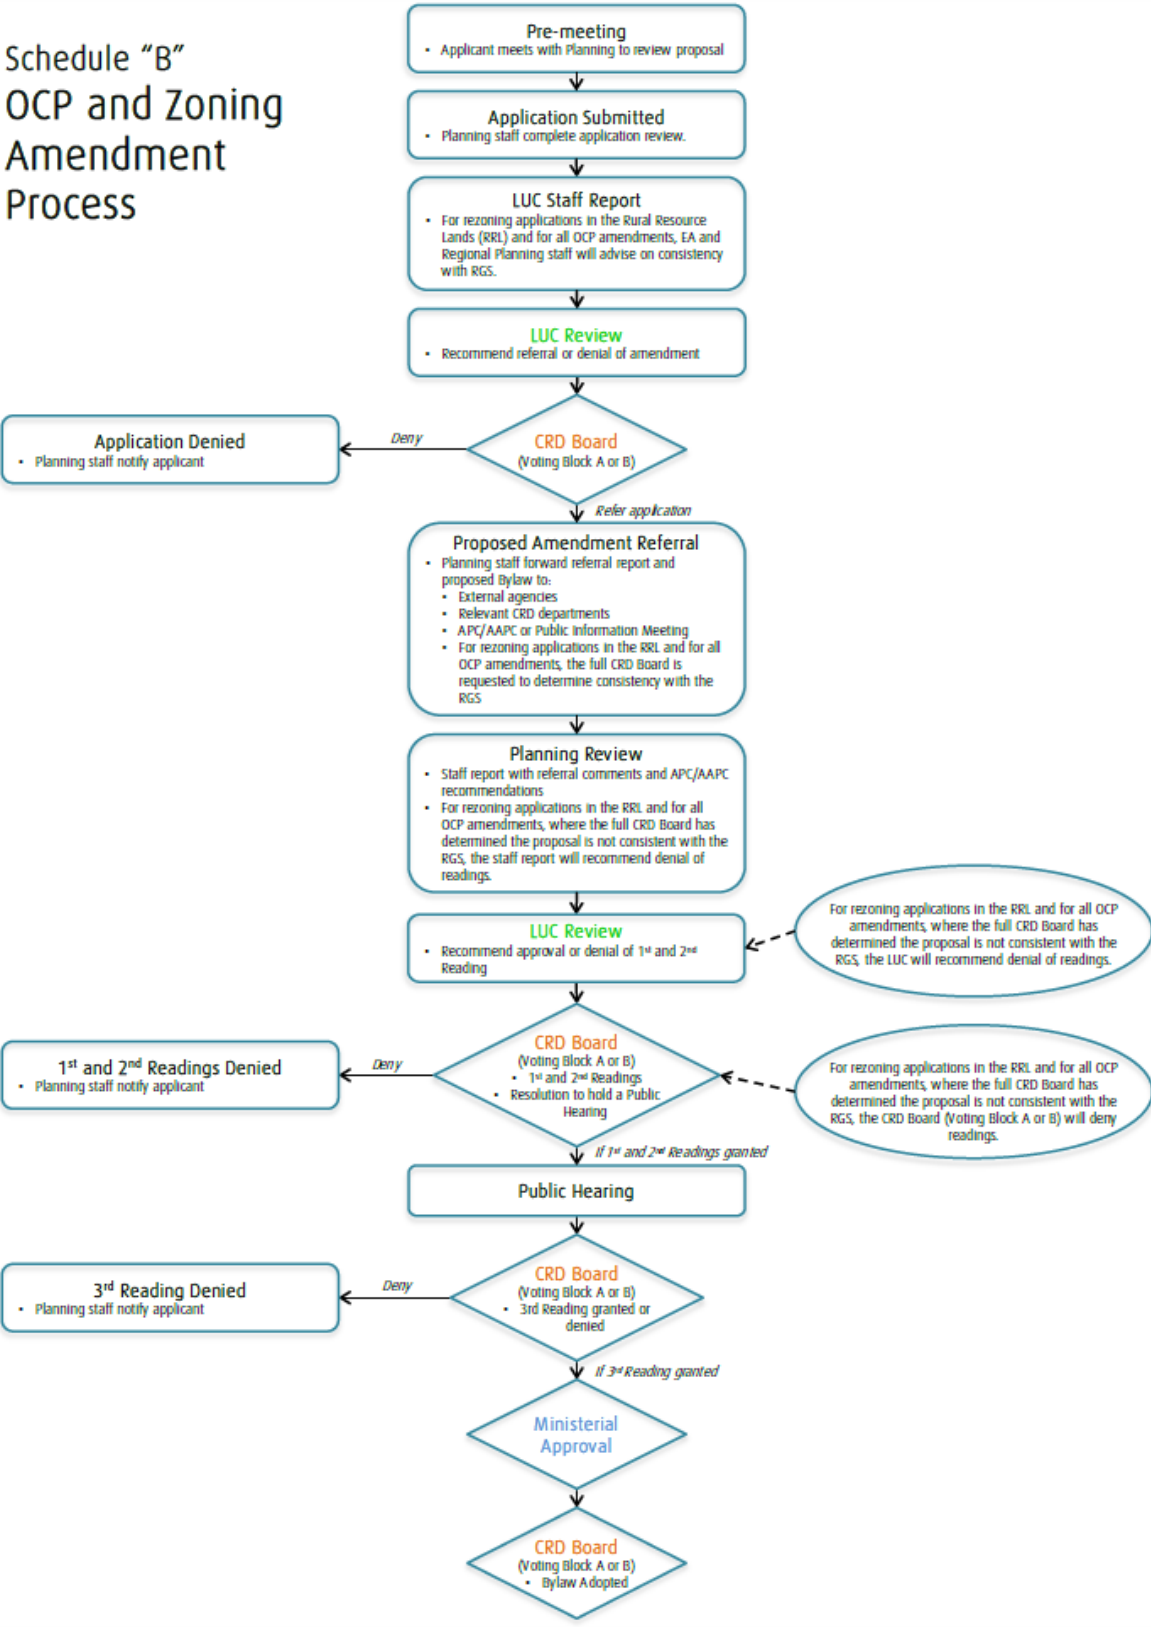 Schedule “B”
OCP and Zoning
Amendment
Process
Pre-meeting
• Applicant meets with Planning to review proposal
Application Submitted
• Planning staff complete application review.
LUC Staff Report
• For rezoning applications in the Rural Resource
Lands (RRL) and for all OCP amendments, EA and
Regional Planning staff will advise on consistency
with RGS.
LUC Review
• Recommend referral or denial of amendment
CRD Board
(Voting Block A or B)
Deny
Application Denied
• Planning staff notify applicant
Refer application
Proposed Amendment Referral
• Planning staff forward referral report and
proposed Bylaw to:
• External agencies
• Relevant CRD departments
• APC/AAPC or Public Information Meeting
• For rezoning applications in the RRL and for all
OCP amendments, the full CRD Board is
requested to determine consistency with the
RGS
Planning Review
• Staff report with referral comments and APC/AAPC
recommendations
• For rezoning applications in the RRL and for all
OCP amendments, where the full CRD Board has
determined the proposal is not consistent with the
RGS, the staff report will recommend denial of
readings.
LUC Review
• Recommend approval or denial of 1st and 2nd
Reading
For rezoning applications in the RRL and for all OCP
amendments, where the full CRD Board has
determined the proposal is not consistent with the
RGS, the LUC will recommend denial of readings.
CRD Board
(Voting Block A or B)
• 1st and 2nd Readings
• Resolution to hold a Public
Hearing
Deny
1st and 2nd Readings Denied
• Planning staff notify applicant
For rezoning applications in the RRL and for all OCP
amendments, where the full CRD Board has
determined the proposal is not consistent with the
RGS, the CRD Board (Voting Block A or B) will deny
readings.
If 1st and 2nd Readings granted
Public Hearing
CRD Board
(Voting Block A or B)
• 3rd Reading granted or
denied
Deny
3rd Reading Denied
• Planning staff notify applicant
If 3rd Reading granted
Ministerial
Approval
CRD Board
(Voting Block A or B)
• Bylaw Adopted